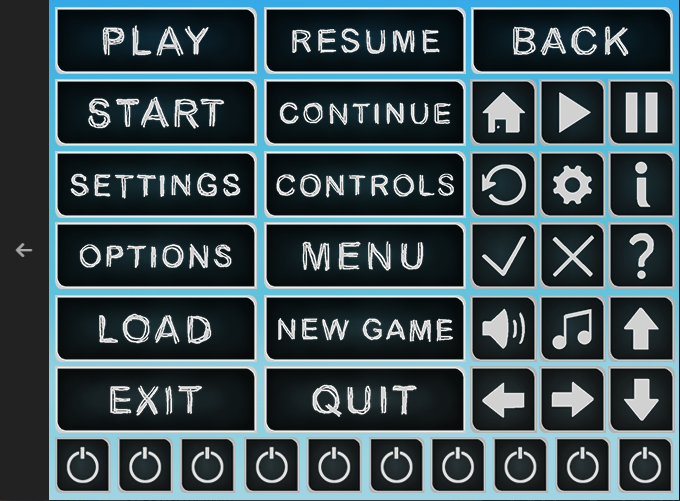 PLAY RESUME BACK
START CONTINUE
SETTINGS CONTROLS i
OPTIONS MENU ?
LOAD NEW GAME
EXIT QUIT